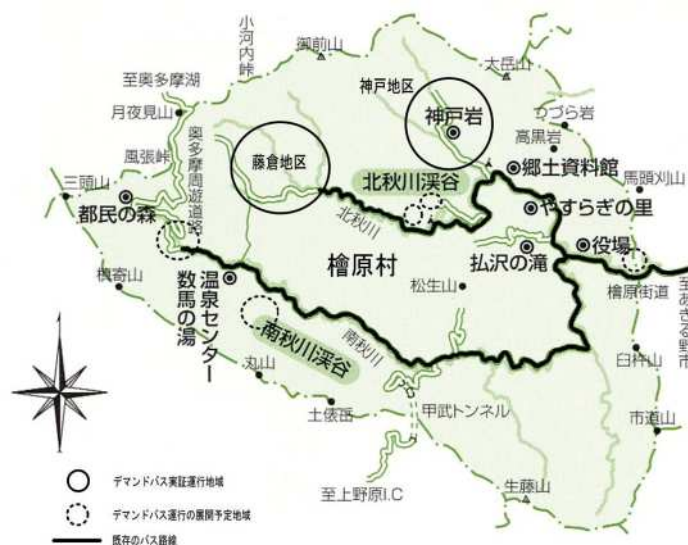 小河内峠
御前山
大岳山
至奥多摩湖
月夜見山
神戸地区
神戸岩
つづら岩
高黒岩
郷土資料館
馬頭刈山
風張峠
奥多摩周遊道路
藤倉地区
北秋川渓谷
三頭山
都民の森
北秋川
やすらぎの里
役場
払沢の滝
檜原村
槙寄山
温泉センター
数馬の湯
松生山
檜原街道
至あきる野市
南秋川渓谷
南秋川
丸山
臼杵山
土俵岳
甲武トンネル
市道山
至上野原I.C
生藤山
デマンドバス実証運行地域
デマンドバス運行の展開予定地域
既存のバス路線